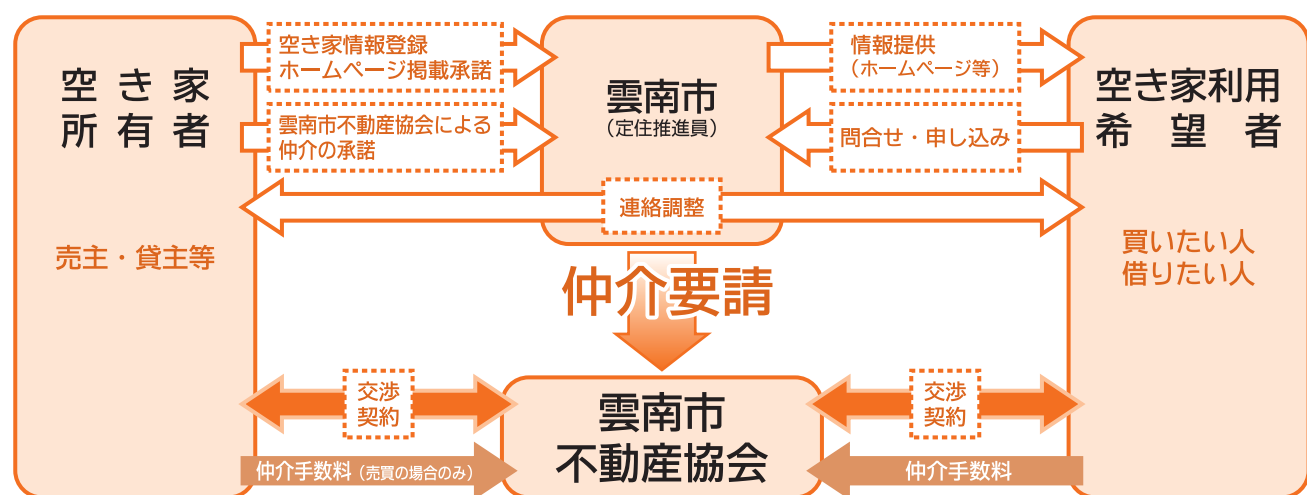 空き家
所有者
売主・貸主等
空き家情報登録
ホームページ掲載承諾
雲南市不動産協会による
仲介の承諾
雲南市
（定住推進員）
情報提供
（ホームページ等）
問合せ・申し込み
連絡調整
空き家利用
希望者
買いたい人
借りたい人
仲介要請
交渉
契約
雲南市
不動産協会
交渉
契約
仲介手数料（売買の場合のみ）
仲介手数料